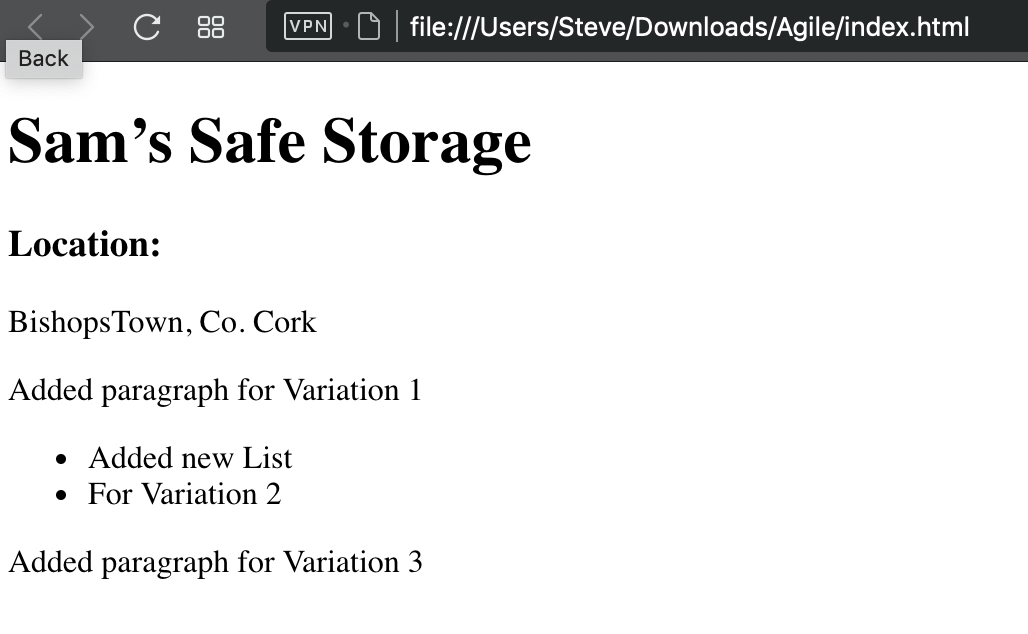 VPN
file:///Users/Steve/Downloads/Agile/index.html
Back
Sam’s Safe Storage
Location:
BishopsTown, Co. Cork
Added paragraph for Variation 1
• Added new List
• For Variation 2
Added paragraph for Variation 3